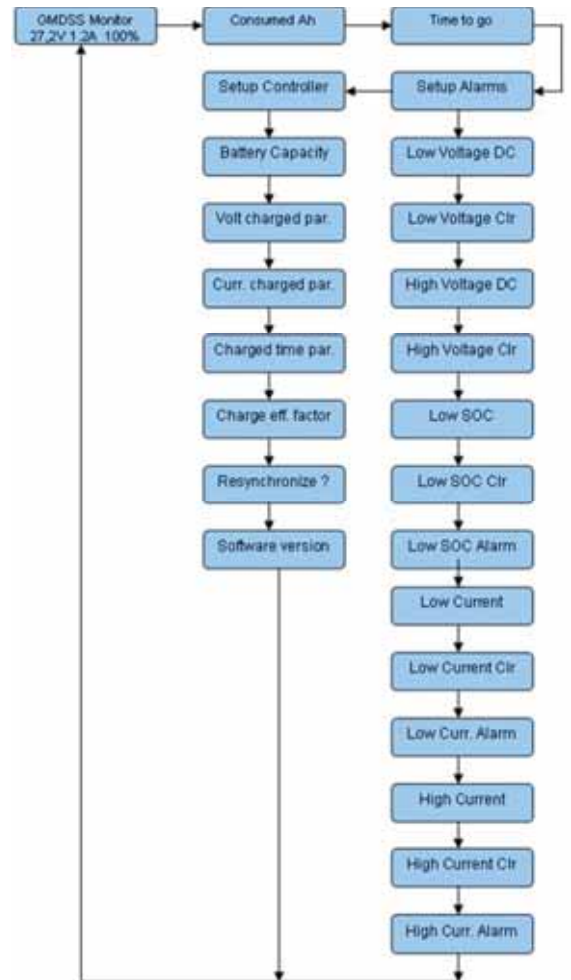 GMDSS Monitor
27,2V 1.2A 100%
Consumed Ah
Time to go
Setup Controller
Setup Alarms
Battery Capacity
Low Voltage DC
Volt charged par.
Low Voltage Clr
Curr. charged par.
High Voltage DC
Charged time par.
High Voltage Clr
Charge eff. factor
Low SOC
Resynchronize ?
Low SOC Clr
Software version
Low SOC Alarm
Low Current
Low Current Clr
Low Curr. Alarm
High Current
High Current Clr
High Curr. Alarm